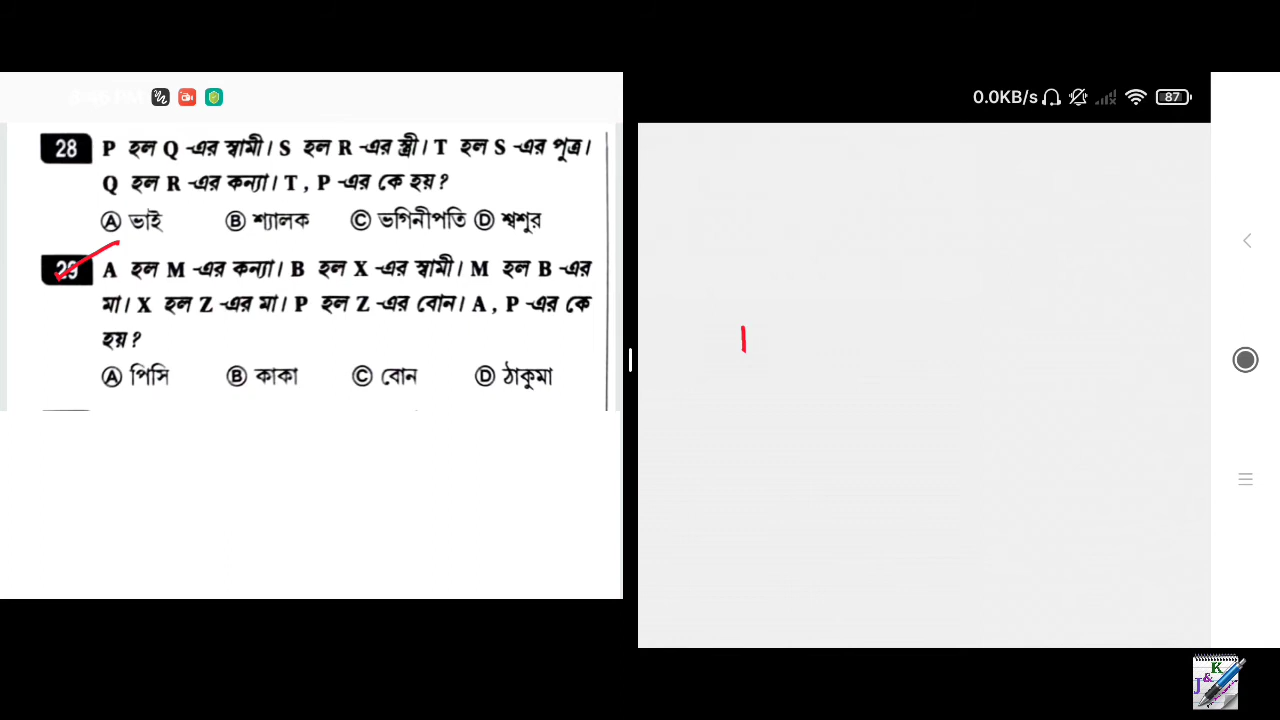 0.0KB/s 87
28 P হল Q -এর স্বামী। S হল R -এর স্ত্রী। T হল S -এর পুত্র।
Q হল R -এর কন্যা। T , P -এর কে হয়?
Ⓐ ভাই Ⓑ শ্যালক Ⓒ ভগিনীপতি Ⓓ শ্বশুর
29 A হল M -এর কন্যা। B হল X -এর স্বামী। M হল B -এর
মা। X হল Z -এর মা। P হল Z -এর বোন। A , P -এর কে
হয়?
Ⓐ পিসি Ⓑ কাকা Ⓒ বোন Ⓓ ঠাকুমা
J & K